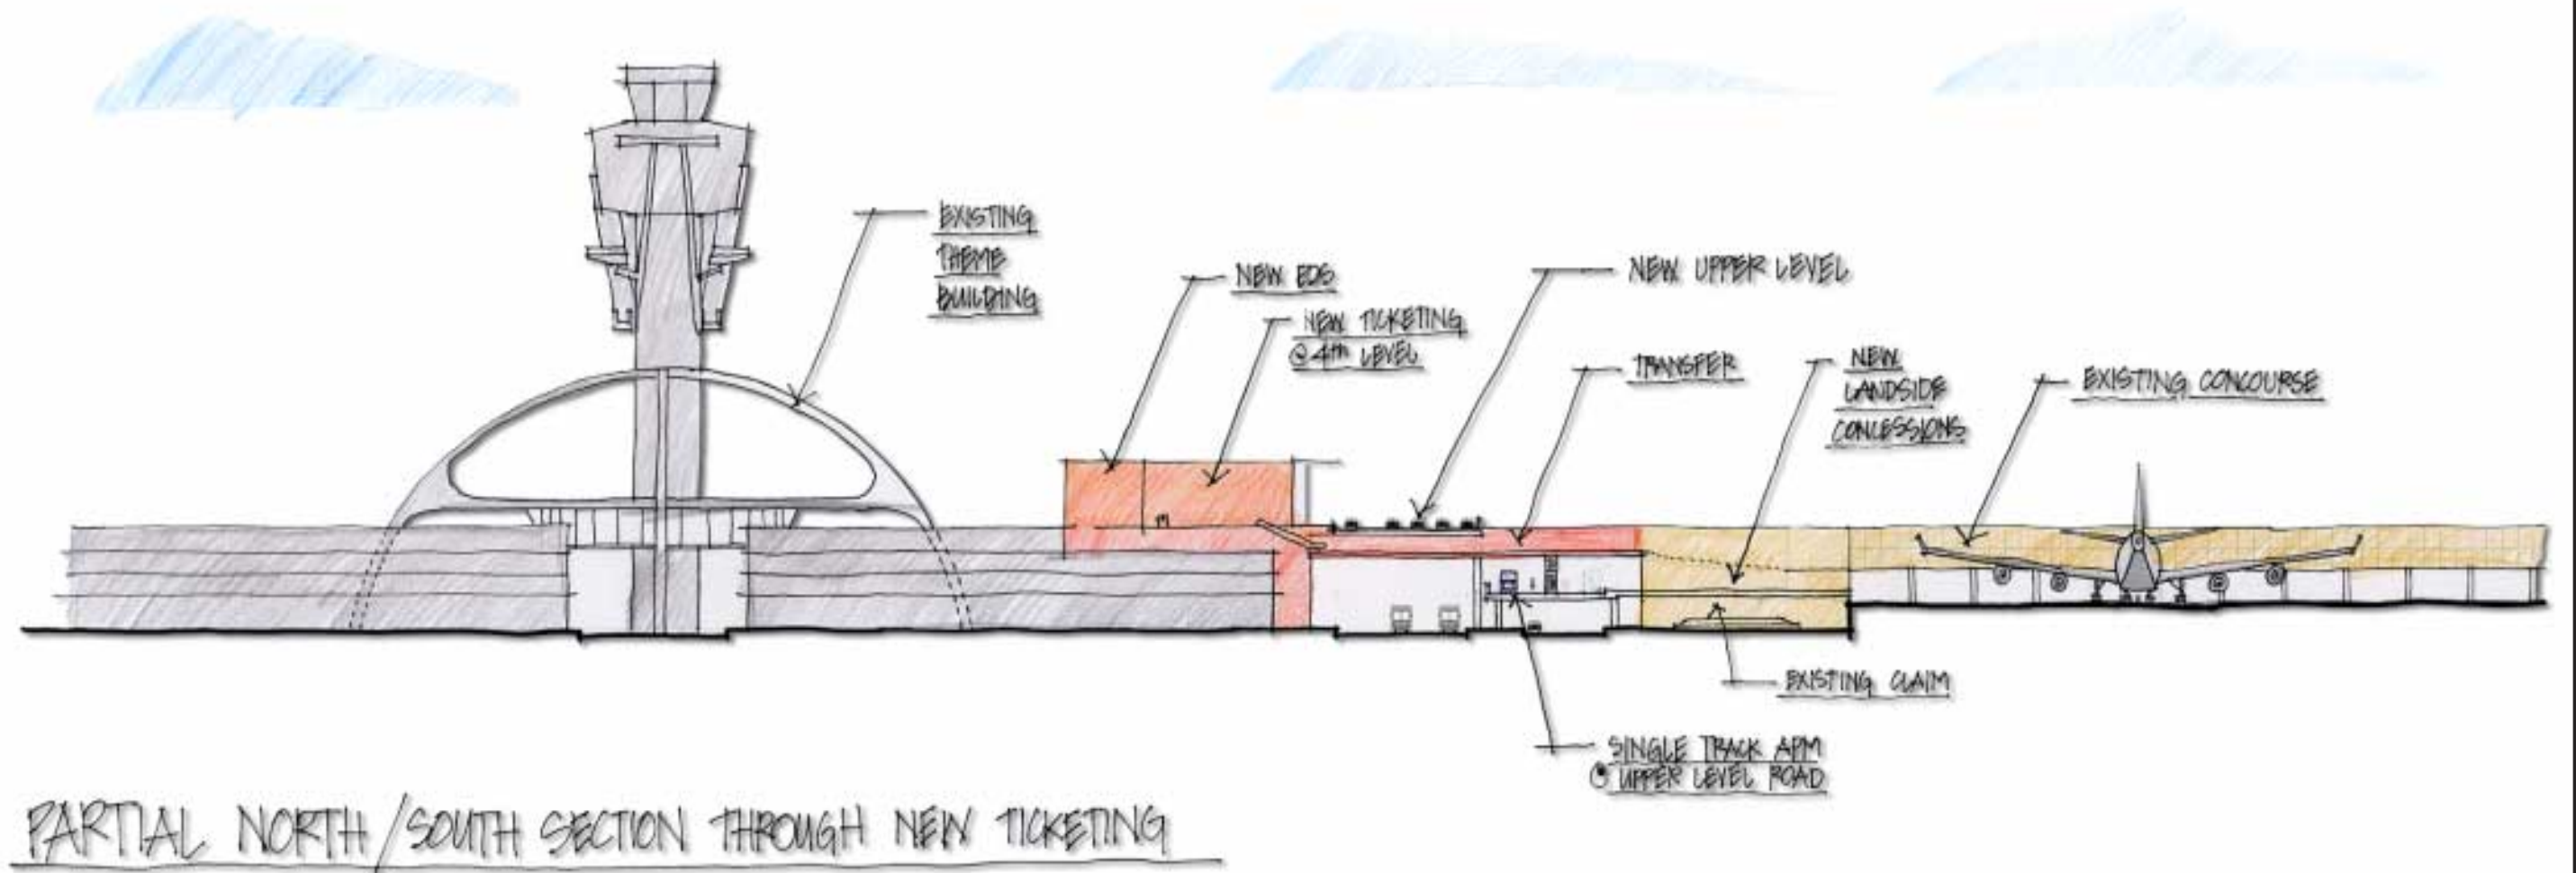 EXISTING
THEME
BUILDING
NEW EDS
NEW TICKETING
@ 4th LEVEL
NEW UPPER LEVEL
TRANSFER
NEW
LANDSIDE
CONCESSIONS
EXISTING CONCOURSE
EXISTING CLAIM
SINGLE TRACK APM
@ UPPER LEVEL ROAD
PARTIAL NORTH/SOUTH SECTION THROUGH NEW TICKETING